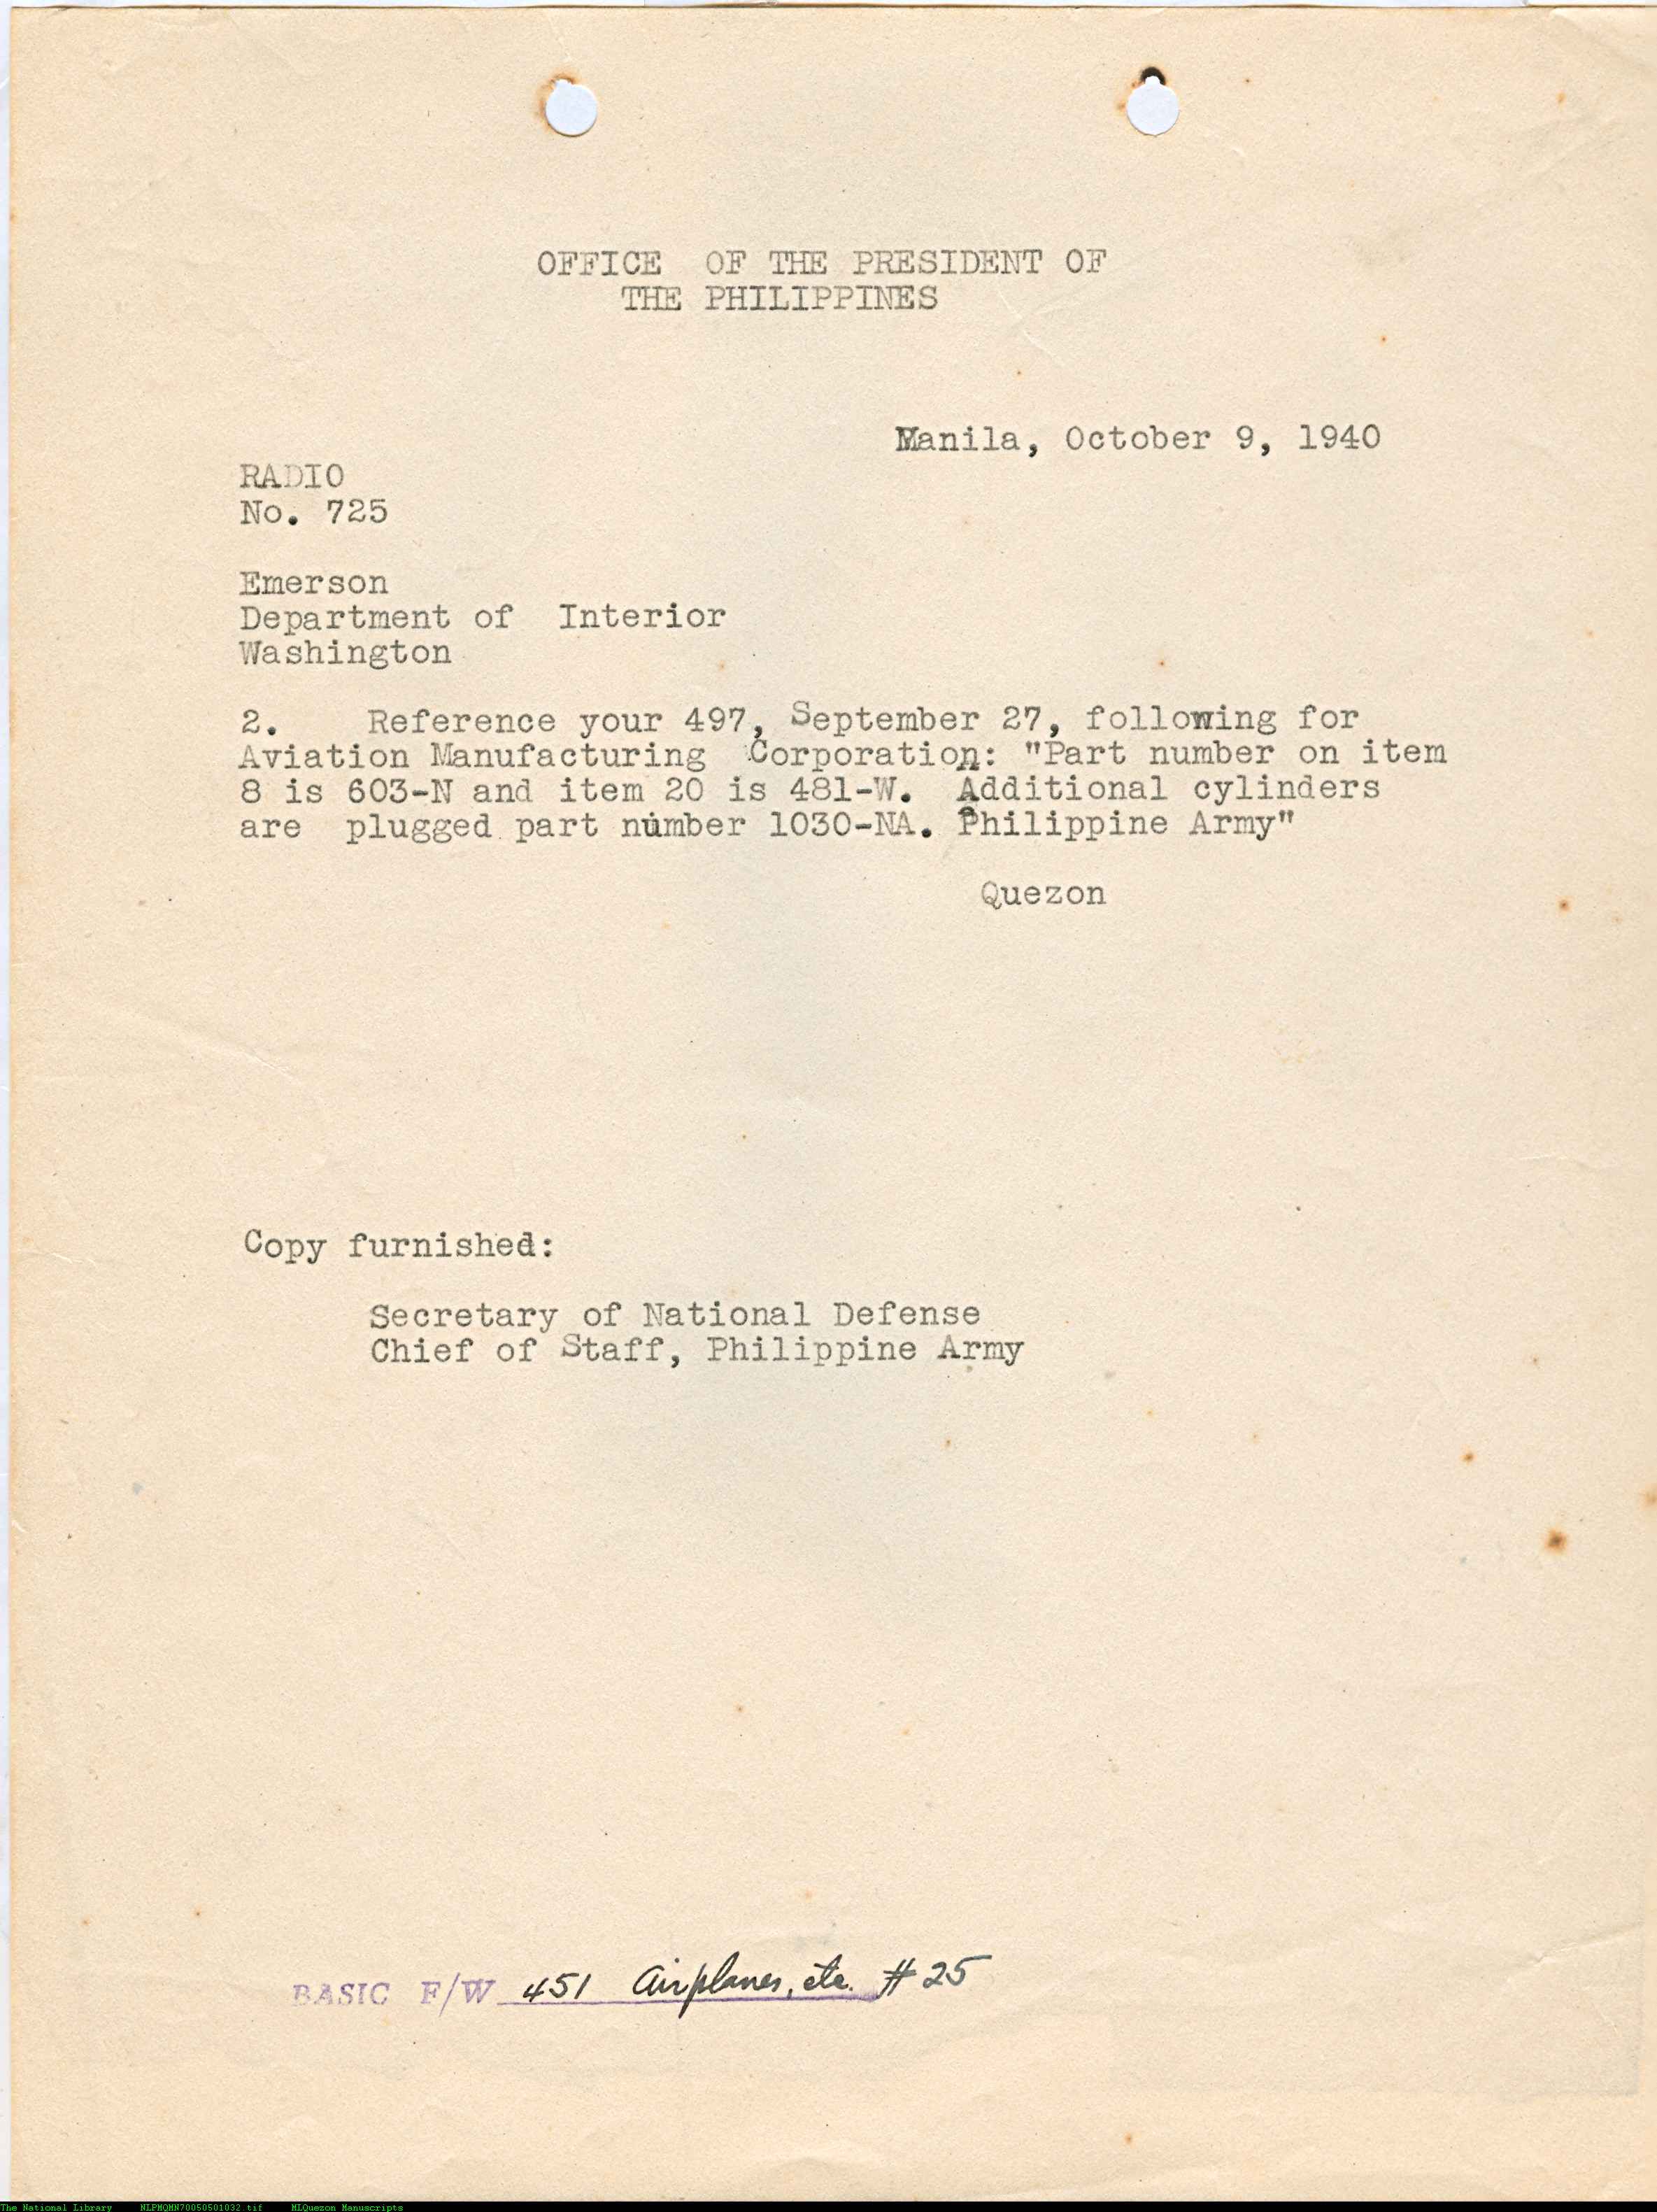 OFFICE OF THE PRESIDENT OF
THE PHILIPPINES
Manila, October 9, 1940
RADIO
No. 725
Emerson
Department of Interior
Washington
2. Reference your 497, September 27, following for
Aviation Manufacturing Corporation: "Part number on item
8 is 603-N and item 20 is 481-W. Additional cylinders
are plugged part number 1030-NA. Philippine Army"
Quezon
Copy furnished:
Secretary of National Defense
Chief of Staff, Philippine Army
BASIC F/W 451 Airplanes, etc. #25
The National Library NLPMQMN70050501032.tif MLQuezon Manuscripts